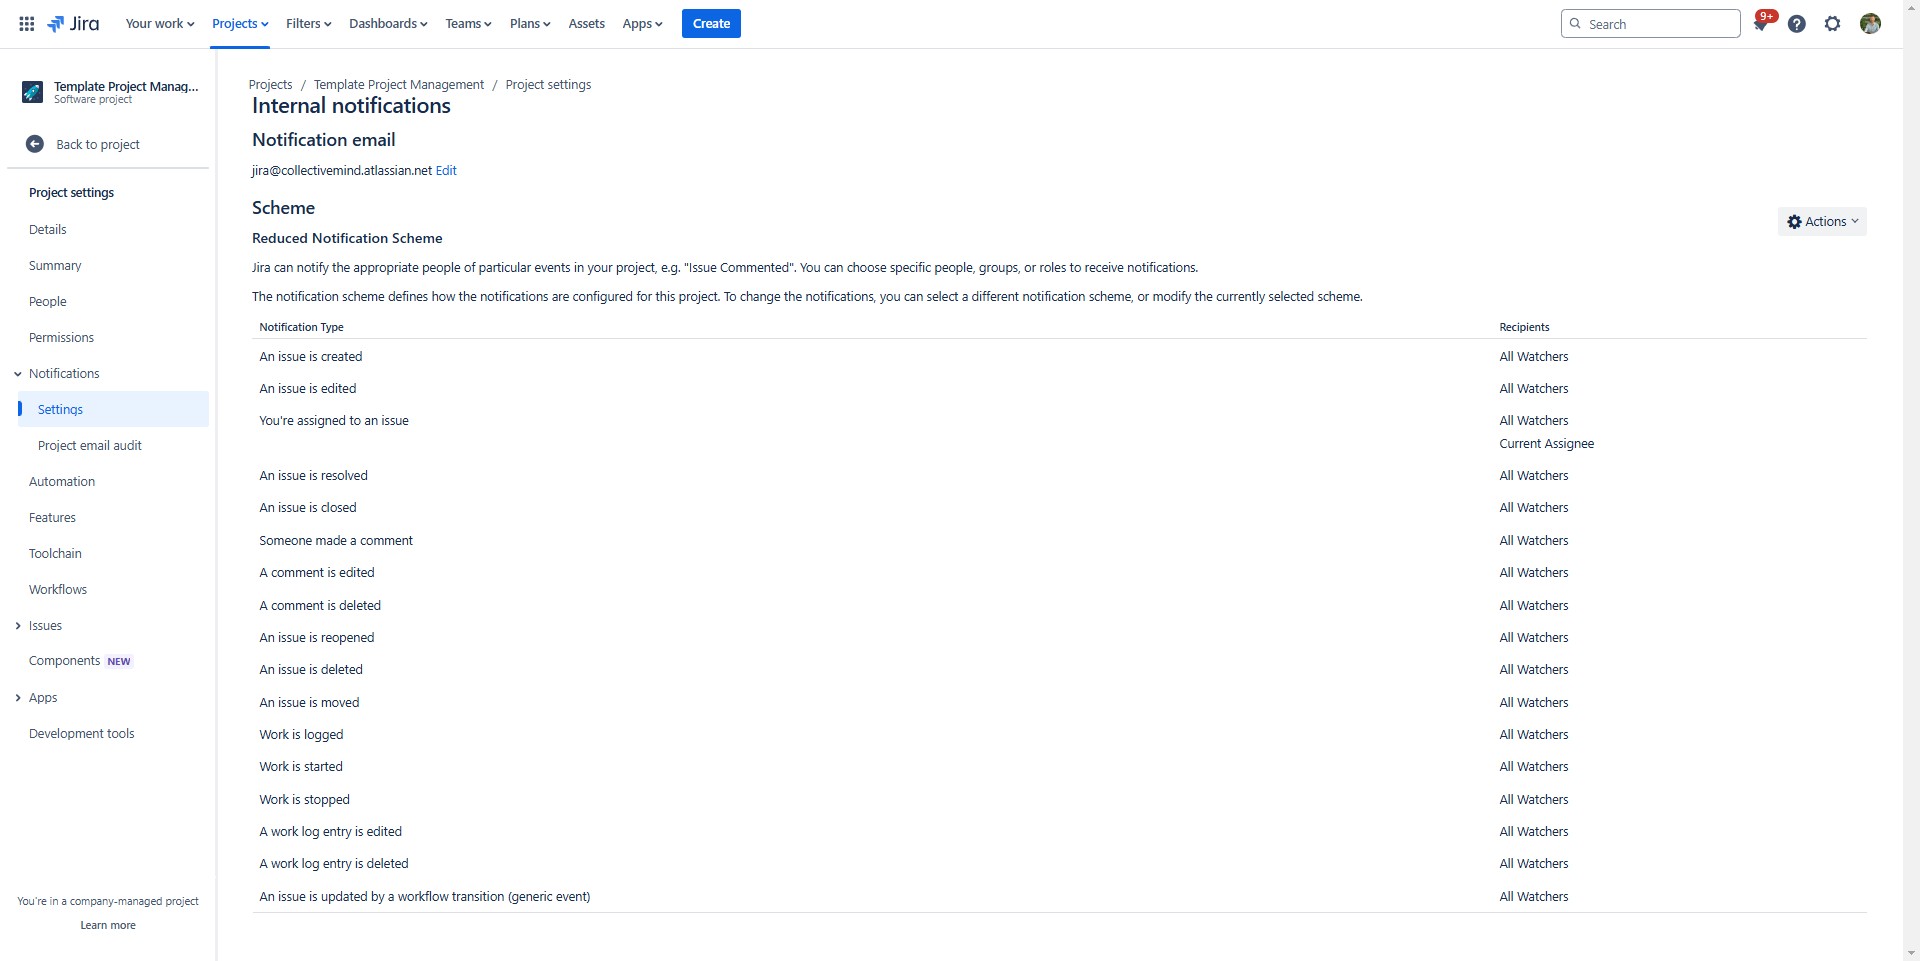 Jira
Your work
Projects
Filters
Dashboards
Teams
Plans
Assets
Apps
Create
Search
9+
Template Project Manag...
Software project
Back to project
Project settings
Details
Summary
People
Permissions
Notifications
Settings
Project email audit
Automation
Features
Toolchain
Workflows
Issues
Components NEW
Apps
Development tools
You're in a company-managed project
Learn more
Projects / Template Project Management / Project settings
Internal notifications
Notification email
jira@collectivemind.atlassian.net Edit
Scheme
Actions
Reduced Notification Scheme
Jira can notify the appropriate people of particular events in your project, e.g. "Issue Commented". You can choose specific people, groups, or roles to receive notifications.
The notification scheme defines how the notifications are configured for this project. To change the notifications, you can select a different notification scheme, or modify the currently selected scheme.
Notification Type Recipients
An issue is created All Watchers
An issue is edited All Watchers
You're assigned to an issue All Watchers
Current Assignee
An issue is resolved All Watchers
An issue is closed All Watchers
Someone made a comment All Watchers
A comment is edited All Watchers
A comment is deleted All Watchers
An issue is reopened All Watchers
An issue is deleted All Watchers
An issue is moved All Watchers
Work is logged All Watchers
Work is started All Watchers
Work is stopped All Watchers
A work log entry is edited All Watchers
A work log entry is deleted All Watchers
An issue is updated by a workflow transition (generic event) All Watchers